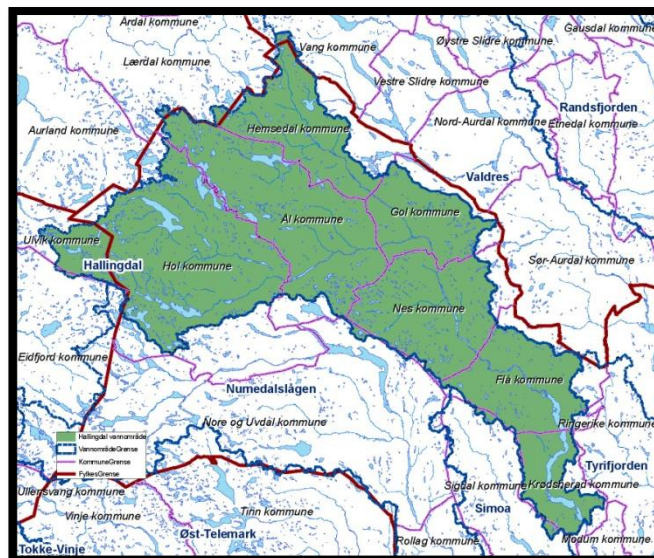 Årdal kommune
Gausdal kommune
Vang kommune
Øystre Slidre kommune
Lærdal kommune
Vestre Slidre kommune
Randsfjorden
Etnedal kommune
Nord-Aurdal kommune
Aurland kommune
Hemsedal kommune
Valdres
Ål kommune
Gol kommune
Ulvik kommune
Sør-Aurdal kommune
Hallingdal
Hol kommune
Nes kommune
Eidfjord kommune
Flå kommune
Numedalslågen
Nore og Uvdal kommune
Ringerike kommune
Hallingdal vannområde
VannområdeGrense
KommuneGrense
FylkesGrense
Tyrifjorden
Ullensvang kommune
Sigdal kommune
Krødsherad kommune
Vinje kommune
Tinn kommune
Simoa
Øst-Telemark
Rollag kommune
Modum kommune
Tokke-Vinje